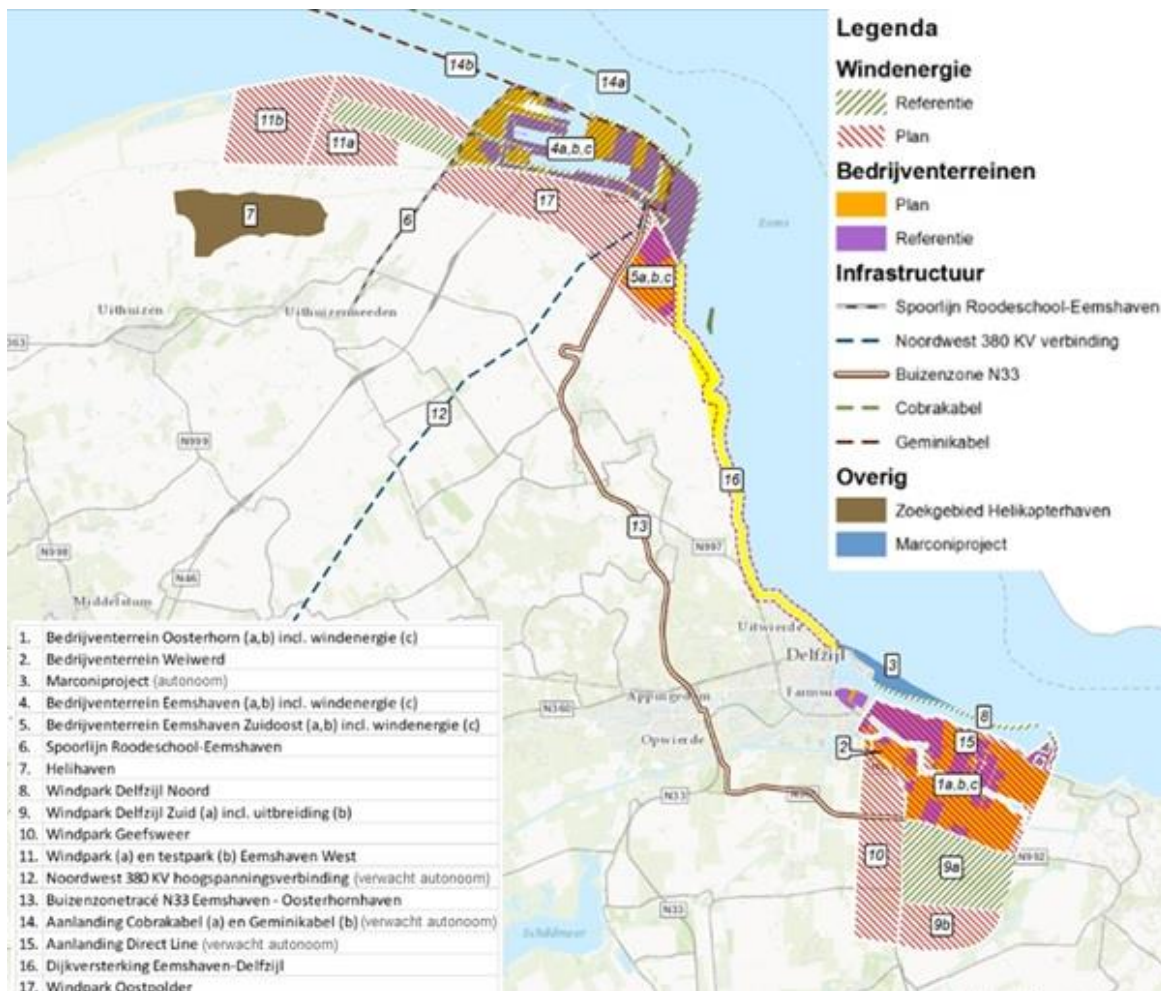 Legenda
Windenergie
Referentie
Plan
Bedrijventerreinen
Plan
Referentie
Infrastructuur
Spoorlijn Roodeschool-Eemshaven
Noordwest 380 KV verbinding
Buizenzone N33
Cobrakabel
Geminikabel
Overig
Zoekgebied Helikopterhaven
Marconiproject
14b
14a
11b
11a
4a,b,c
17
7
6
5a,b,c
Eems
Uithuizen
Uithuizermeeden
12
N999
16
13
N997
N998
N46
Middelstum
Uitwierde
Delfzijl
3
Appingedam
Farmsum
N360
Opwierde
8
15
2
1a,b,c
N33
10
9a
N992
N33
9b
Schildmeer
1. Bedrijventerrein Oosterhorn (a,b) incl. windenergie (c)
2. Bedrijventerrein Weiwerd
3. Marconiproject (autonoom)
4. Bedrijventerrein Eemshaven (a,b) incl. windenergie (c)
5. Bedrijventerrein Eemshaven Zuidoost (a,b) incl. windenergie (c)
6. Spoorlijn Roodeschool-Eemshaven
7. Helihaven
8. Windpark Delfzijl Noord
9. Windpark Delfzijl Zuid (a) incl. uitbreiding (b)
10. Windpark Geefsweer
11. Windpark (a) en testpark (b) Eemshaven West
12. Noordwest 380 KV hoogspanningsverbinding (verwacht autonoom)
13. Buizenzonetracé N33 Eemshaven - Oosterhornhaven
14. Aanlanding Cobrakabel (a) en Geminikabel (b) (verwacht autonoom)
15. Aanlanding Direct Line (verwacht autonoom)
16. Dijkversterking Eemshaven-Delfzijl
17. Windpark Oostpolder